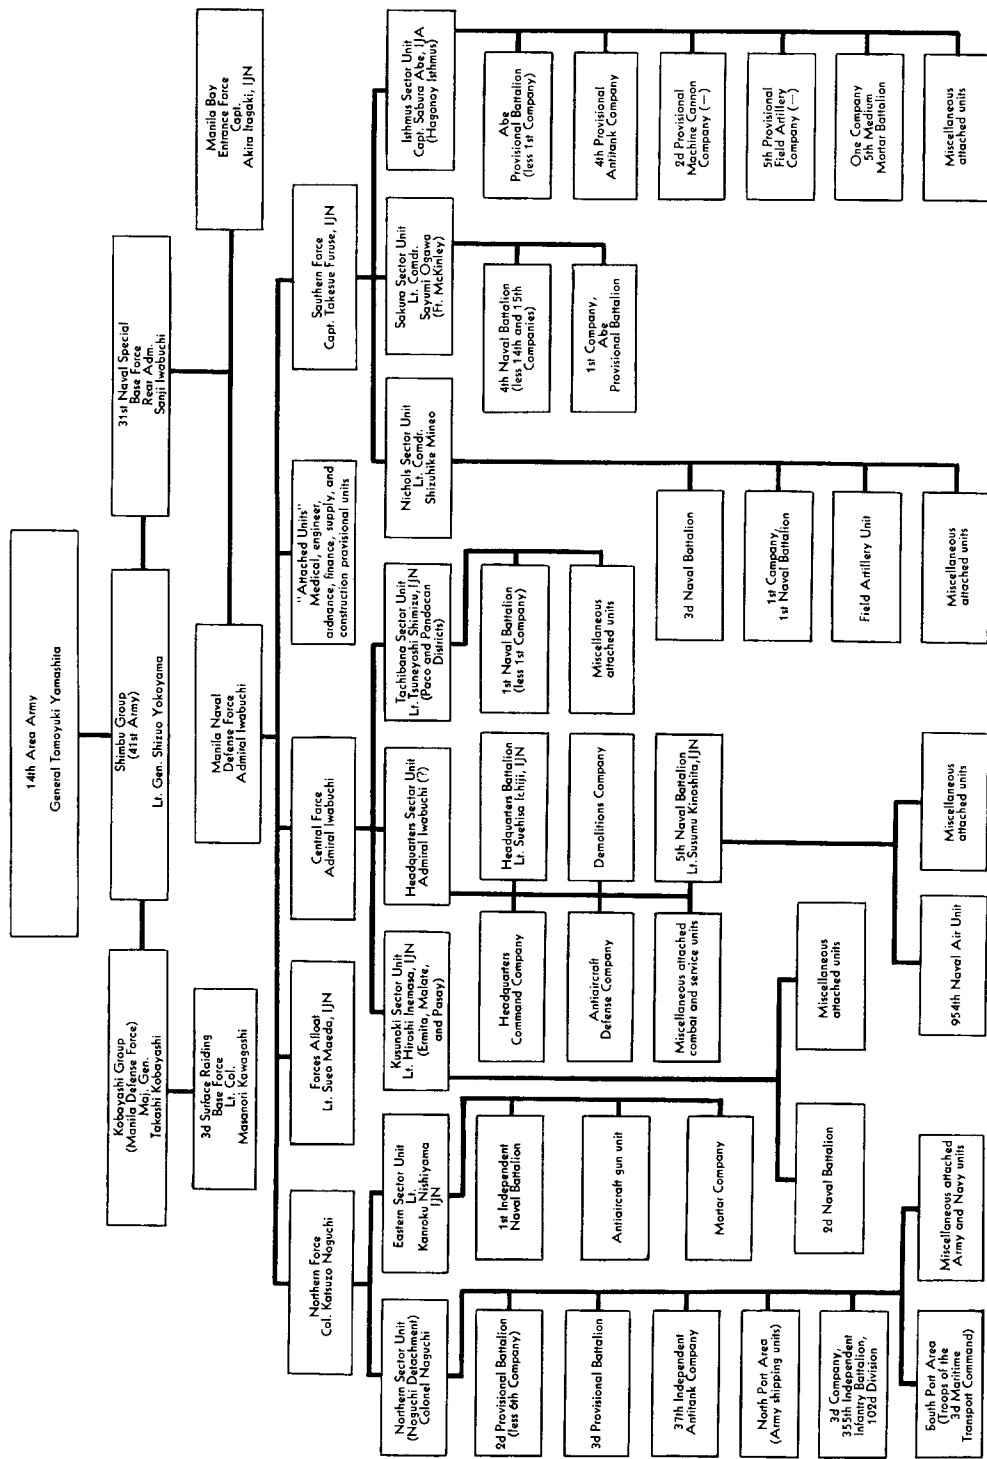 14th Area Army
General Tomoyuki Yamashita
Kobayashi Group
(Manila Defense Force)
Maj. Gen.
Takashi Kobayashi
Shimbu Group
(41st Army)
Lt. Gen. Shizuo Yokoyama
31st Naval Special
Base Force
Rear Adm.
Sanji Iwabuchi
3d Surface Raiding
Base Force
Lt. Col.
Masanori Kawagoshi
Manila Naval
Defense Force
Admiral Iwabuchi
Manila Bay
Entrance Force
Capt.
Akira Itagaki, IJN
Northern Force
Col. Katsuzo Noguchi
Forces Afloat
Lt. Sueo Maeda, IJN
Central Force
Admiral Iwabuchi
"Attached Units"
Medical, engineer,
ordnance, finance, supply, and
construction provisional units
Southern Force
Capt. Takesue Furuse, IJN
Northern Sector Unit
(Noguchi Detachment)
Colonel Noguchi
Eastern Sector Unit
Lt.
Kanroku Nishiyama
IJN
Kusunoki Sector Unit
Lt. Hiroshi Inemasa, IJN
(Ermita, Malate,
and Pasay)
Headquarters Sector Unit
Admiral Iwabuchi (?)
Tachibana Sector Unit
Lt. Tsuneyoshi Shimizu, IJN
(Paco and Pandacan
Districts)
Nichols Sector Unit
Lt. Comdr.
Shizuhike Mineo
Sakura Sector Unit
Lt. Comdr.
Sayumi Ogawa
(Ft. McKinley)
Isthmus Sector Unit
Capt. Sabura Abe, IJA
(Hagonoy Isthmus)
2d Provisional Battalion
(less 6th Company)
3d Provisional Battalion
37th Independent
Antitank Company
North Port Area
(Army shipping units)
3d Company,
355th Independent
Infantry Battalion,
102d Division
South Port Area
(Troops of the
3d Maritime
Transport Command)
Miscellaneous attached
Army and Navy units
1st Independent
Naval Battalion
Antiaircraft gun unit
Mortar Company
2d Naval Battalion
Miscellaneous
attached units
Headquarters
Command Company
Headquarters Battalion
Lt. Suehisa Ichiji, IJN
Antiaircraft
Defense Company
Demolitions Company
Miscellaneous attached
combat and service units
5th Naval Battalion
Lt. Susumu Kinoshita, IJN
954th Naval Air Unit
Miscellaneous
attached units
1st Naval Battalion
(less 1st Company)
Miscellaneous
attached units
3d Naval Battalion
1st Company,
1st Naval Battalion
Field Artillery Unit
Miscellaneous
attached units
4th Naval Battalion
(less 14th and 15th
Companies)
1st Company,
Abe
Provisional Battalion
Abe
Provisional Battalion
(less 1st Company)
4th Provisional
Antitank Company
2d Provisional
Machine Cannon
Company (—)
5th Provisional
Field Artillery
Company (—)
One Company
5th Medium
Mortar Battalion
Miscellaneous
attached units